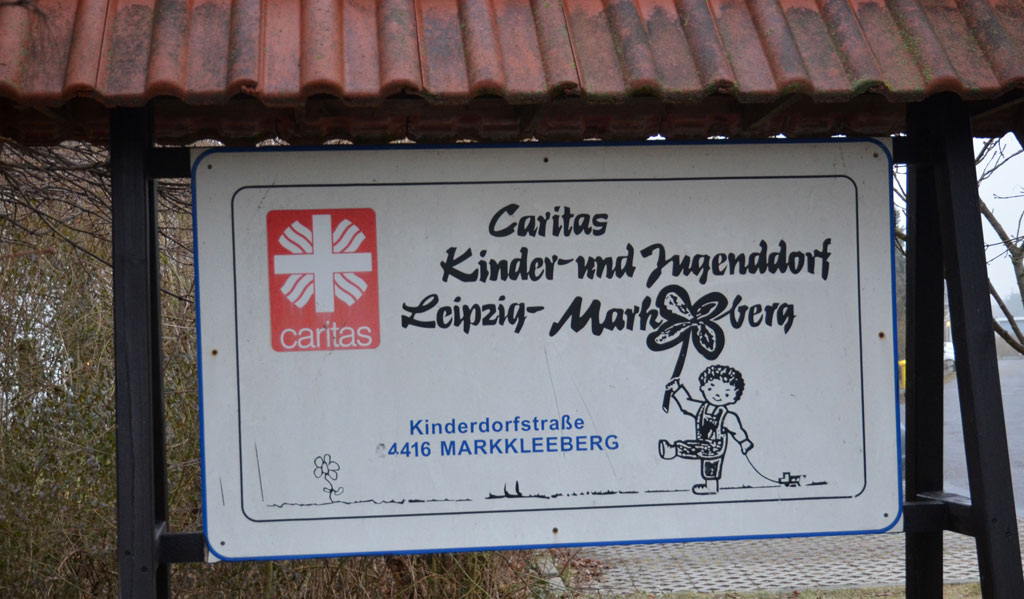 caritas
Caritas
Kinder-und Jugenddorf
Leipzig- Mark berg
Kinderdorfstraße
4416 MARKKLEEBERG